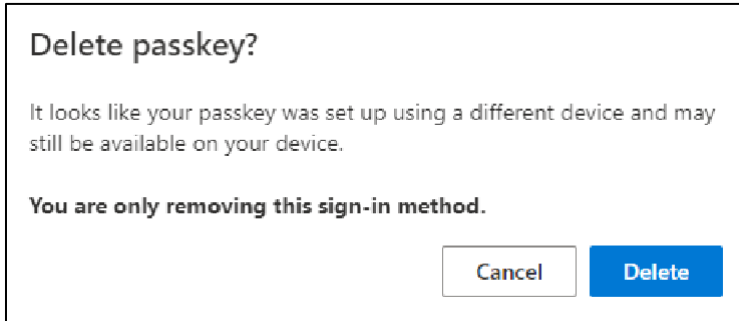 Delete passkey?
It looks like your passkey was set up using a different device and may
still be available on your device.
You are only removing this sign-in method.
Cancel
Delete